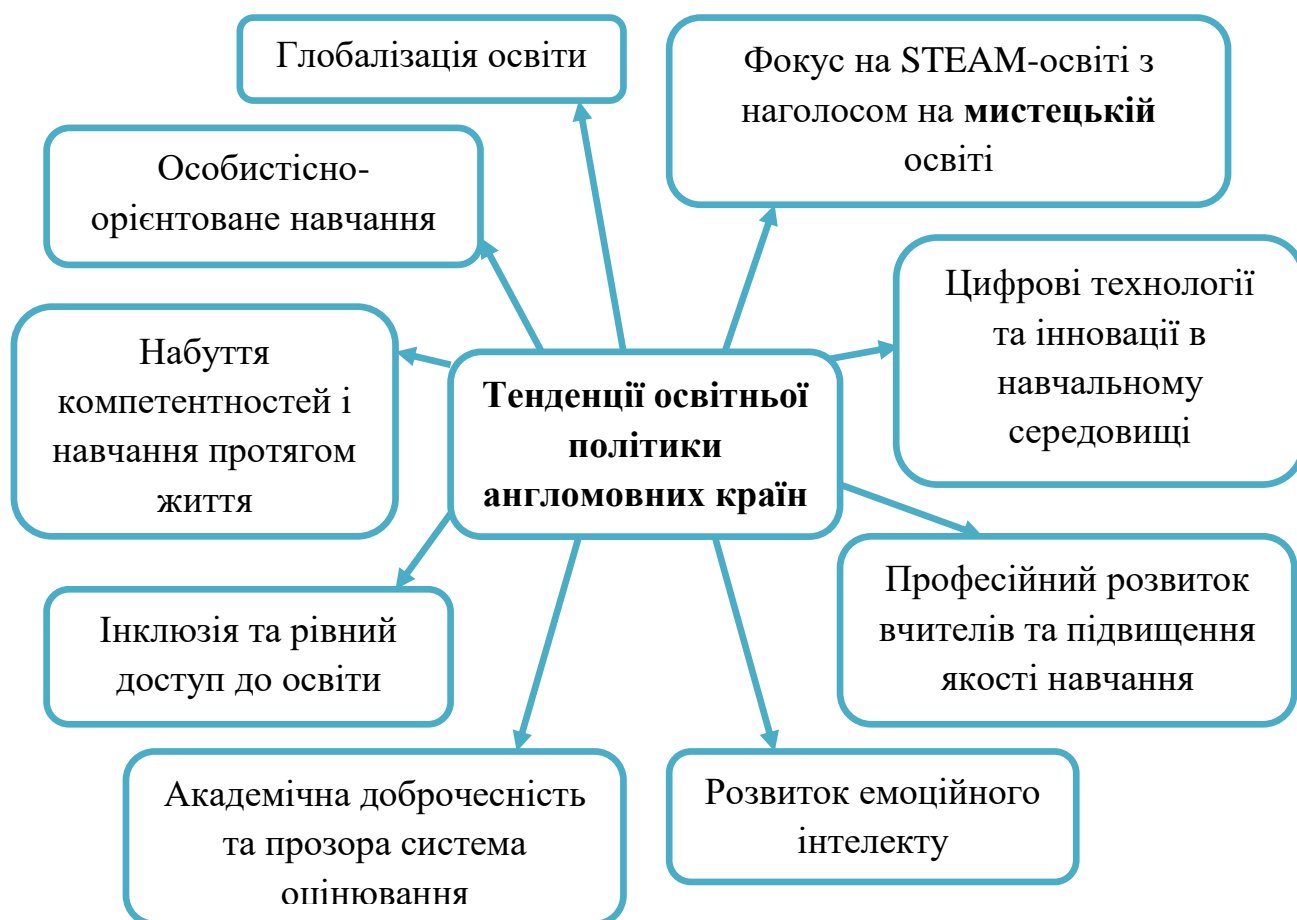 Глобалізація освіти
Фокус на STEAM-освіті з
наголосом на мистецькій
освіті
Особистісно-
орієнтоване навчання
Цифрові технології
та інновації в
навчальному
середовищі
Набуття
компетентностей і
навчання протягом
життя
Тенденції освітньої
політики
англомовних країн
Професійний розвиток
вчителів та підвищення
якості навчання
Інклюзія та рівний
доступ до освіти
Академічна доброчесність
та прозора система
оцінювання
Розвиток емоційного
інтелекту